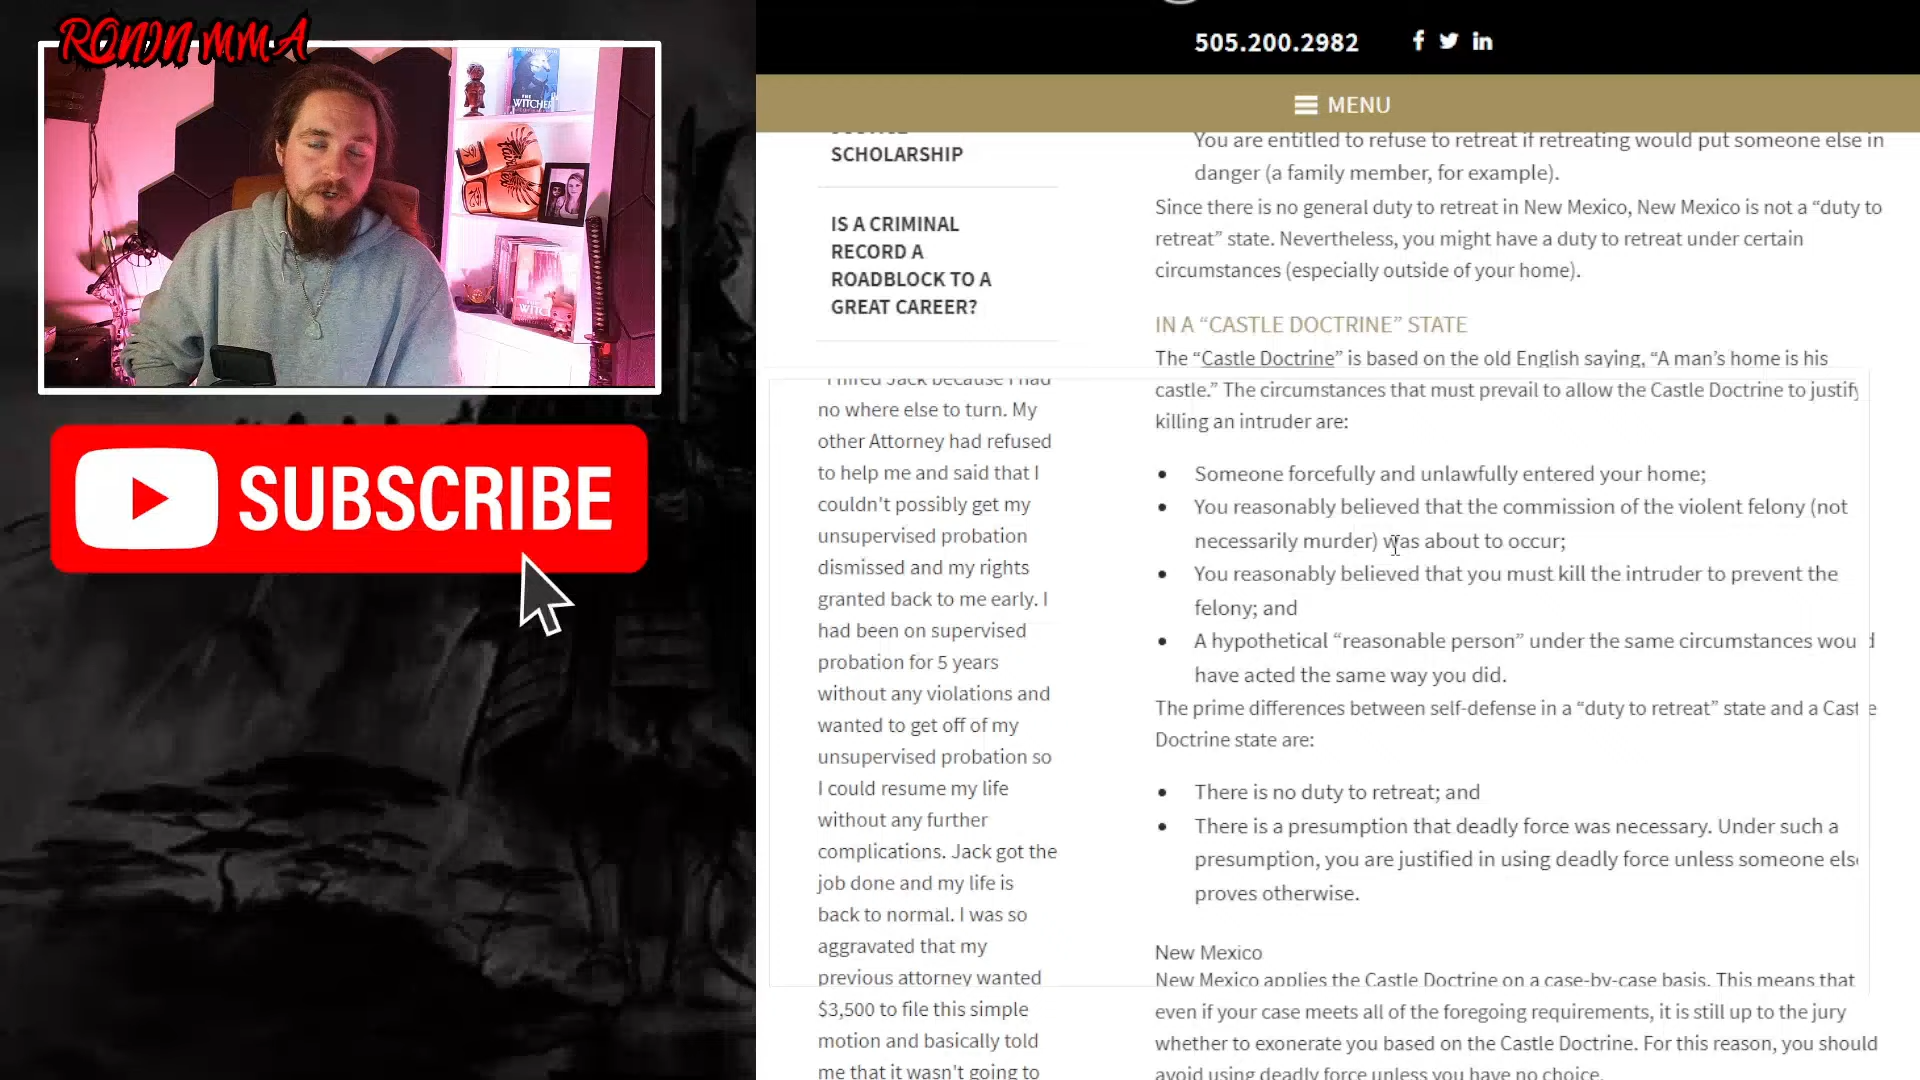 RONIN MMA
THE
WITCHER
SUBSCRIBE
505.200.2982
MENU
SCHOLARSHIP
IS A CRIMINAL
RECORD A
ROADBLOCK TO A
GREAT CAREER?
"I hired Jack because I had
no where else to turn. My
other Attorney had refused
to help me and said that I
couldn't possibly get my
unsupervised probation
dismissed and my rights
granted back to me early. I
had been on supervised
probation for 5 years
without any violations and
wanted to get off of my
unsupervised probation so
I could resume my life
without any further
complications. Jack got the
job done and my life is
back to normal. I was so
aggravated that my
previous attorney wanted
$3,500 to file this simple
motion and basically told
me that it wasn't going to
You are entitled to refuse to retreat if retreating would put someone else in
danger (a family member, for example).
Since there is no general duty to retreat in New Mexico, New Mexico is not a “duty to
retreat” state. Nevertheless, you might have a duty to retreat under certain
circumstances (especially outside of your home).
IN A “CASTLE DOCTRINE” STATE
The “Castle Doctrine” is based on the old English saying, “A man’s home is his
castle.” The circumstances that must prevail to allow the Castle Doctrine to justify
killing an intruder are:
• Someone forcefully and unlawfully entered your home;
• You reasonably believed that the commission of the violent felony (not
necessarily murder) was about to occur;
• You reasonably believed that you must kill the intruder to prevent the
felony; and
• A hypothetical “reasonable person” under the same circumstances would
have acted the same way you did.
The prime differences between self-defense in a “duty to retreat” state and a Castle
Doctrine state are:
• There is no duty to retreat; and
• There is a presumption that deadly force was necessary. Under such a
presumption, you are justified in using deadly force unless someone else
proves otherwise.
New Mexico
New Mexico applies the Castle Doctrine on a case-by-case basis. This means that
even if your case meets all of the foregoing requirements, it is still up to the jury
whether to exonerate you based on the Castle Doctrine. For this reason, you should
avoid using deadly force unless you have no choice.